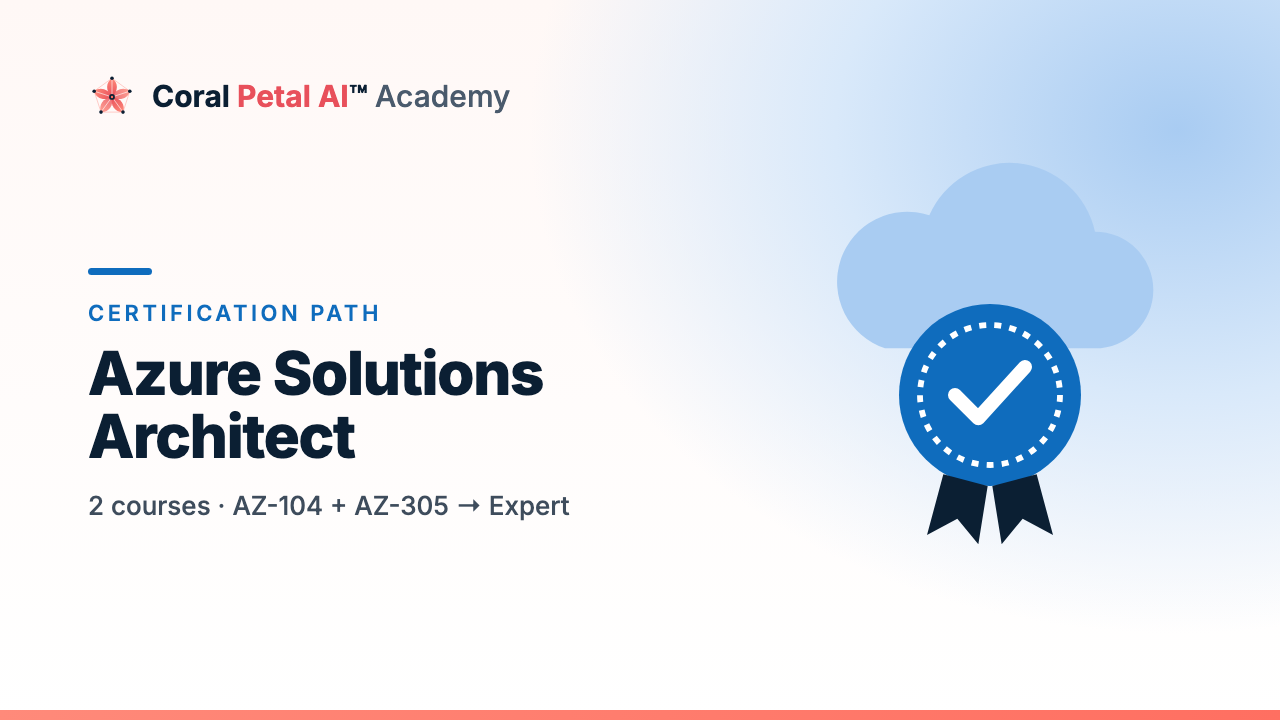 Coral Petal AI™ Academy
CERTIFICATION PATH
Azure Solutions
Architect
2 courses · AZ-104 + AZ-305 → Expert